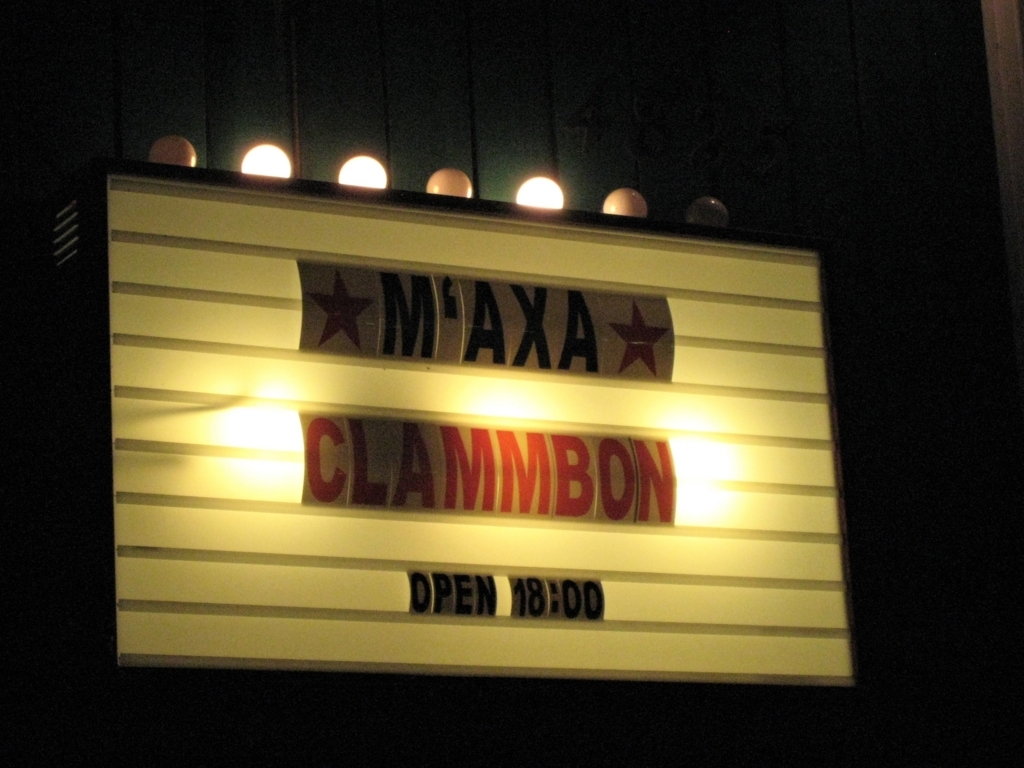 ★ M'AXA ★
CLAMMBON
OPEN 18:00